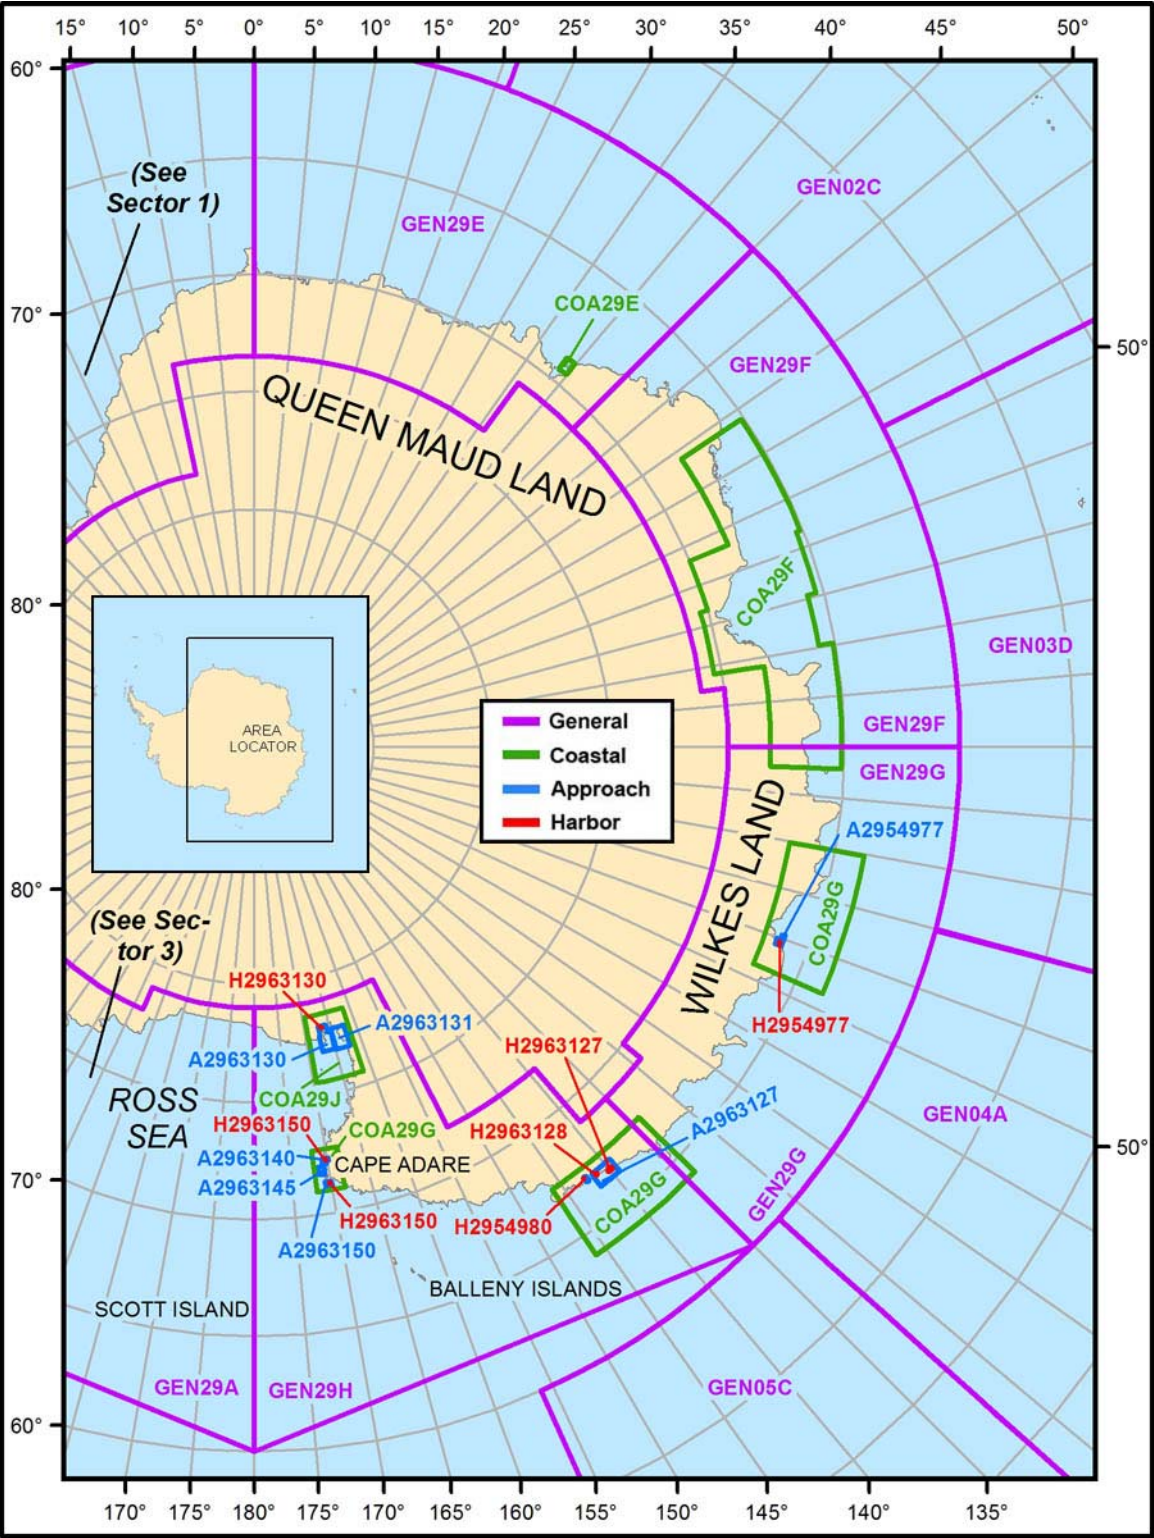 15° 10° 5° 0° 5° 10° 15° 20° 25° 30° 35° 40° 45° 50°
60°
(See
Sector 1)
GEN02C
GEN29E
COA29E
70°
50°
GEN29F
QUEEN MAUD LAND
COA29F
80°
GEN03D
General
GEN29F
AREA
LOCATOR
Coastal
GEN29G
Approach
Harbor
A2954977
WILKES LAND
80°
COA29G
(See Sec-
tor 3)
H2963130
A2963131
H2954977
A2963130
H2963127
COA29J
ROSS
SEA
A2963127
GEN04A
H2963150
COA29G
H2963128
50°
A2963140
CAPE ADARE
70°
A2963145
GEN29G
COA29G
H2963150
H2954980
A2963150
BALLENY ISLANDS
SCOTT ISLAND
GEN29A
GEN29H
GEN05C
60°
170° 175° 180° 175° 170° 165° 160° 155° 150° 145° 140° 135°